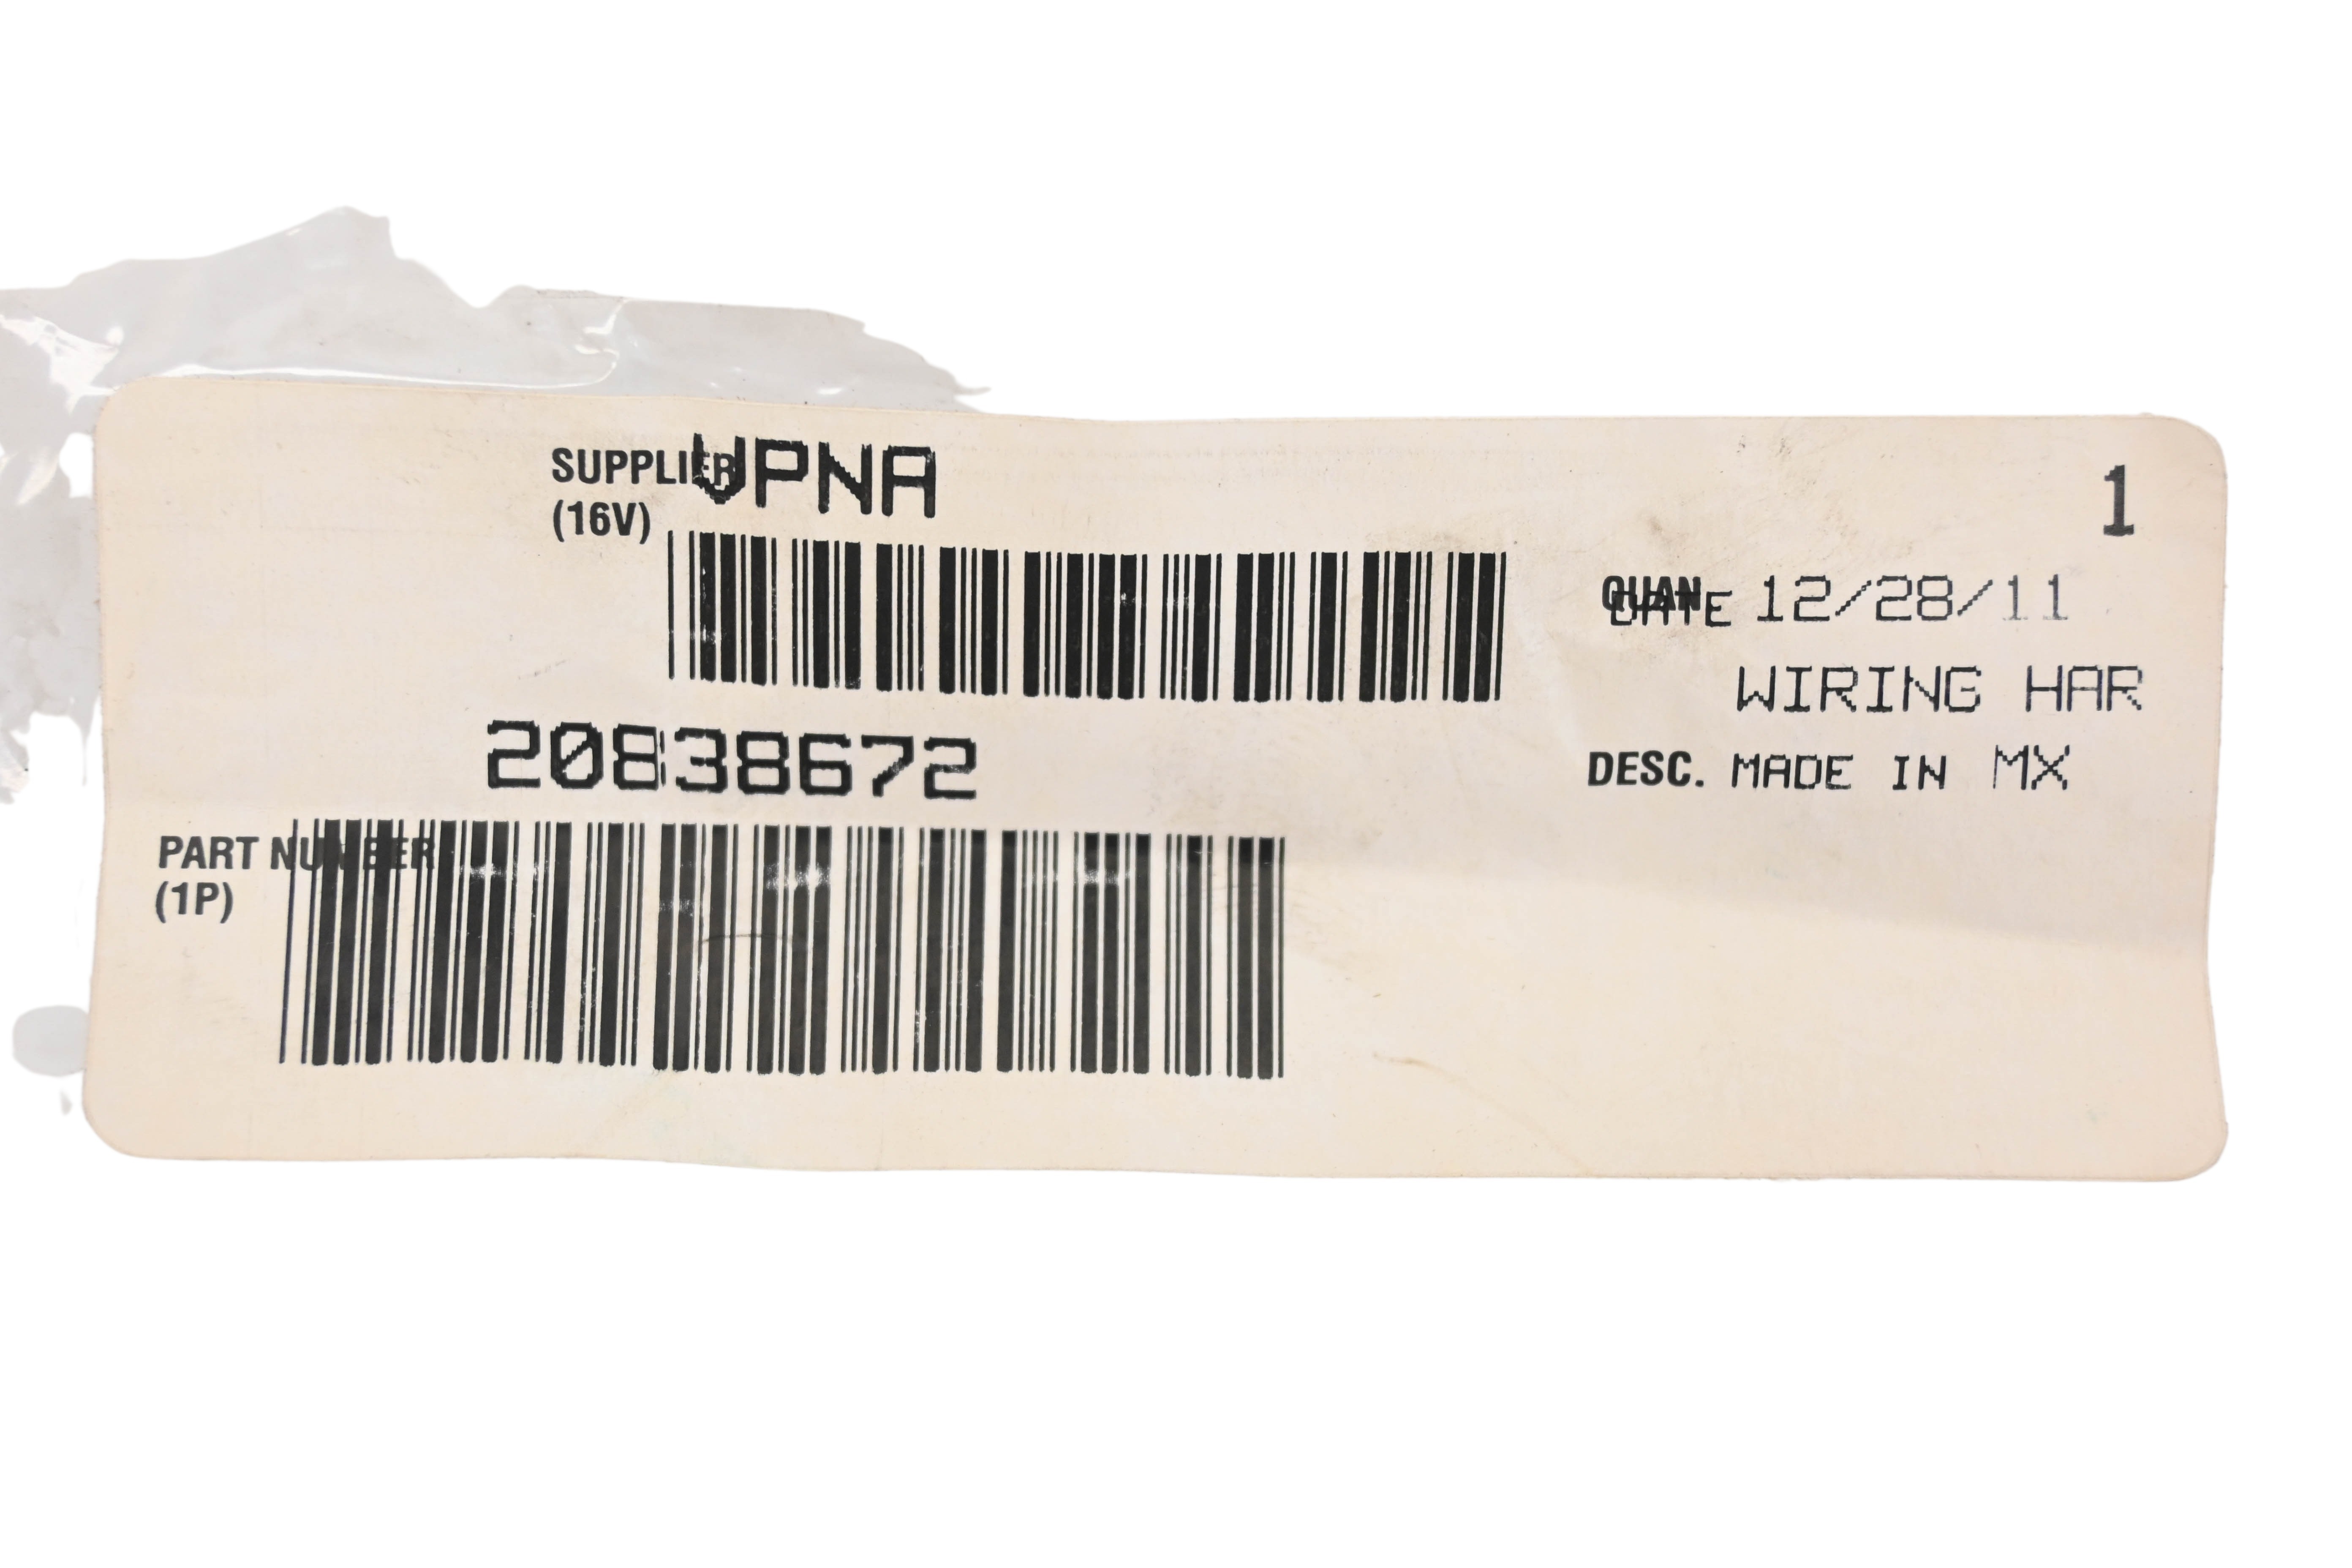 SUPPLIER VPNA
(16V)
1
QUAN
DATE 12/28/11
WIRING HAR
20838672
DESC. MADE IN MX
PART NUMBER
(1P)